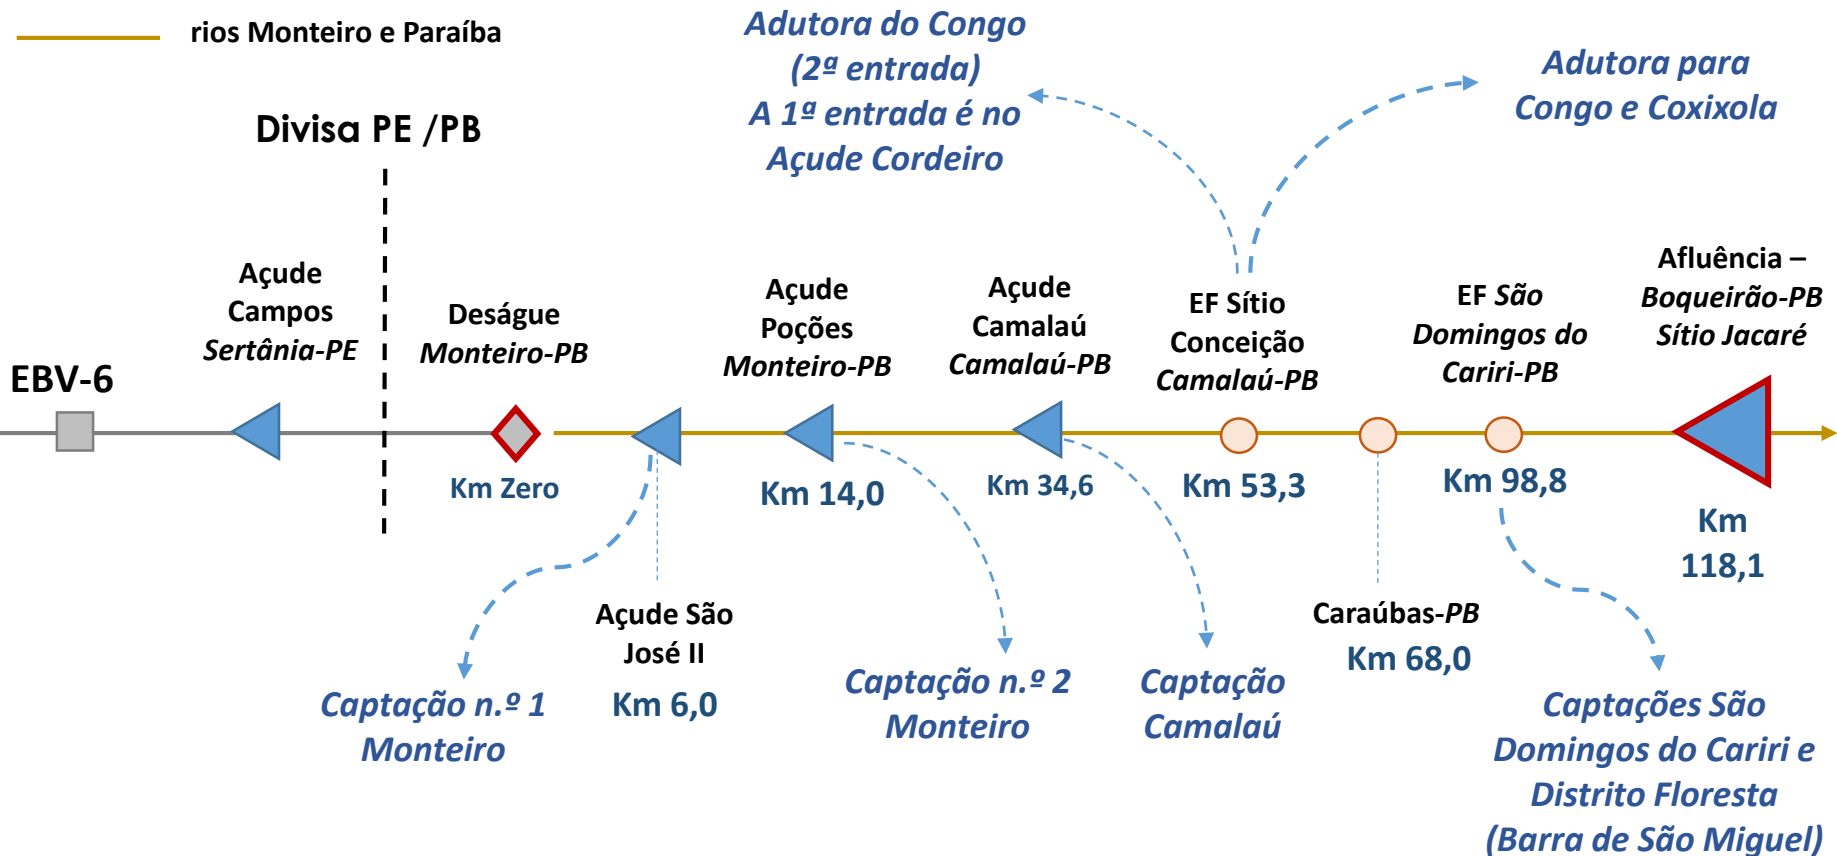 rios Monteiro e Paraíba
Adutora do Congo
(2ª entrada)
A 1ª entrada é no
Açude Cordeiro
Adutora para
Congo e Coxixola
Divisa PE /PB
EBV-6
Açude
Campos
Sertânia-PE
Deságue
Monteiro-PB
Açude
Poções
Monteiro-PB
Açude
Camalaú
Camalaú-PB
EF Sítio
Conceição
Camalaú-PB
EF São
Domingos do
Cariri-PB
Afluência –
Boqueirão-PB
Sítio Jacaré
Km Zero
Km 14,0
Km 34,6
Km 53,3
Km 98,8
Km
118,1
Açude São
José II
Km 6,0
Caraúbas-PB
Km 68,0
Captação n.º 1
Monteiro
Captação n.º 2
Monteiro
Captação
Camalaú
Captações São
Domingos do Cariri e
Distrito Floresta
(Barra de São Miguel)